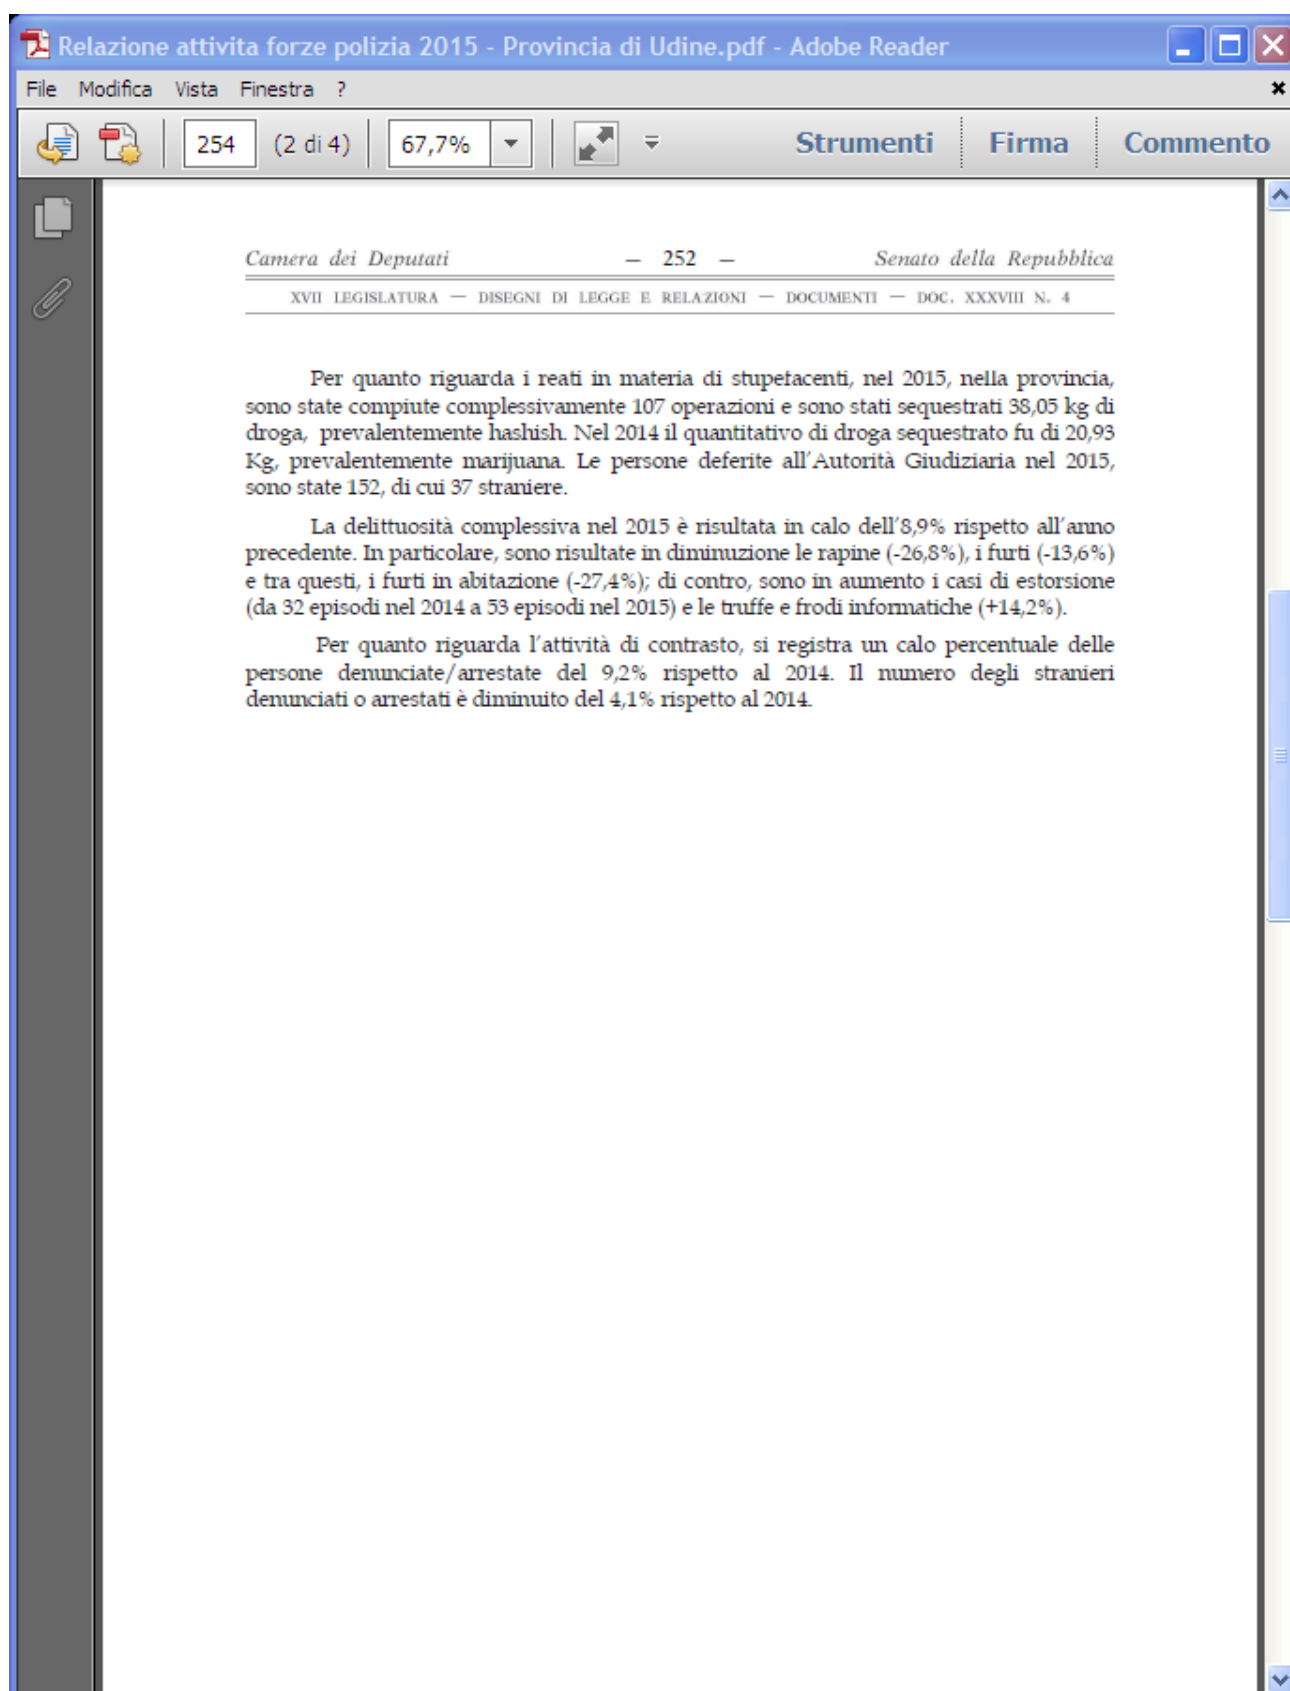 Relazione attivita forze polizia 2015 - Provincia di Udine.pdf - Adobe Reader
File Modifica Vista Finestra ?
254 (2 di 4) 67,7% Strumenti Firma Commento
Camera dei Deputati — 252 — Senato della Repubblica
XVII LEGISLATURA — DISEGNI DI LEGGE E RELAZIONI — DOCUMENTI — DOC. XXXVIII N. 4
Per quanto riguarda i reati in materia di stupefacenti, nel 2015, nella provincia,
sono state compiute complessivamente 107 operazioni e sono stati sequestrati 38,05 kg di
droga, prevalentemente hashish. Nel 2014 il quantitativo di droga sequestrato fu di 20,93
Kg, prevalentemente marijuana. Le persone deferite all'Autorità Giudiziaria nel 2015,
sono state 152, di cui 37 straniere.
La delittuosità complessiva nel 2015 è risultata in calo dell'8,9% rispetto all'anno
precedente. In particolare, sono risultate in diminuzione le rapine (-26,8%), i furti (-13,6%)
e tra questi, i furti in abitazione (-27,4%); di contro, sono in aumento i casi di estorsione
(da 32 episodi nel 2014 a 53 episodi nel 2015) e le truffe e frodi informatiche (+14,2%).
Per quanto riguarda l'attività di contrasto, si registra un calo percentuale delle
persone denunciate/arrestate del 9,2% rispetto al 2014. Il numero degli stranieri
denunciati o arrestati è diminuito del 4,1% rispetto al 2014.